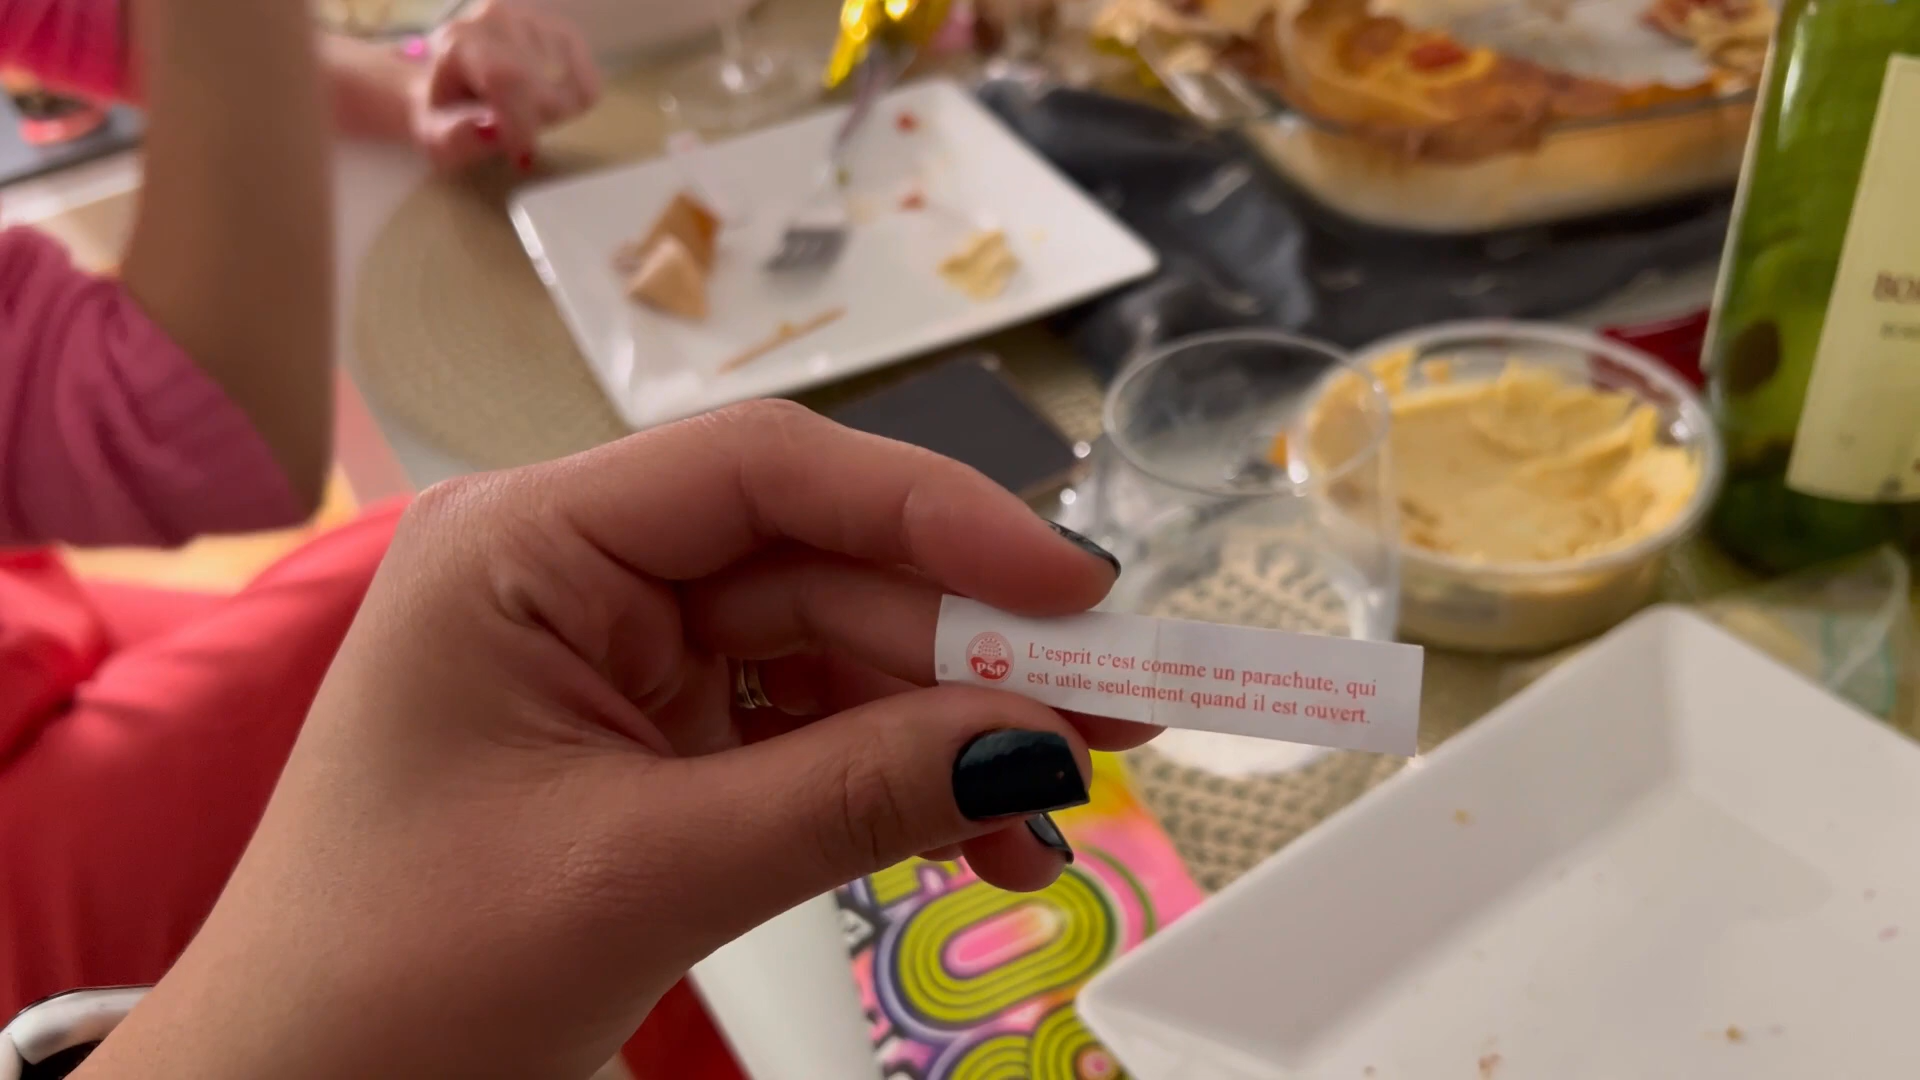 PSP
L'esprit c'est comme un parachute, qui
est utile seulement quand il est ouvert.